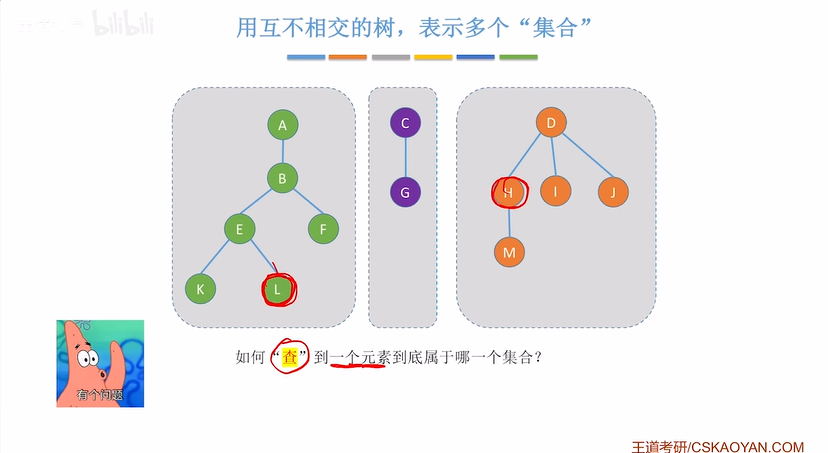 bilibili
用互不相交的树，表示多个“集合”
A
B
E
F
K
L
C
G
D
H
I
J
M
有个问题
如何“查”到一个元素到底属于哪一个集合？
王道考研/CSKAOYAN.COM